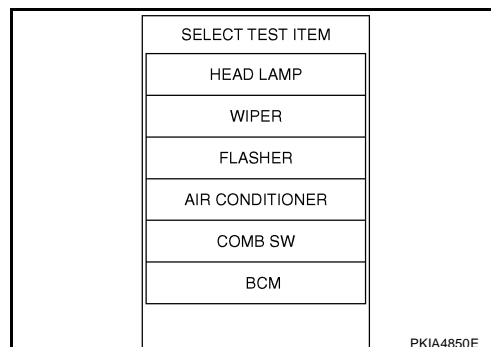 SELECT TEST ITEM
HEAD LAMP
WIPER
FLASHER
AIR CONDITIONER
COMB SW
BCM
PKIA4850E